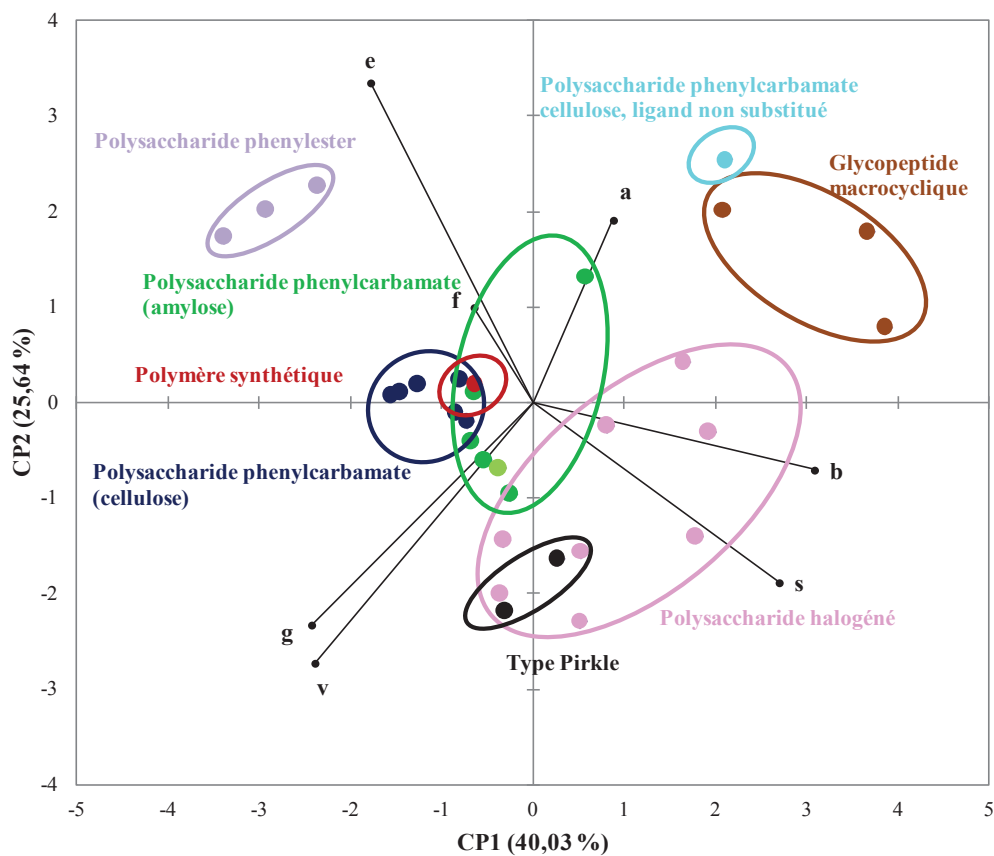 4
3
2
1
0
-1
-2
-3
-4
CP2 (25,64 %)
e
Polysaccharide phenylcarbamate
cellulose, ligand non substitué
Polysaccharide phenylester
Glycopeptide
macrocyclique
a
Polysaccharide phenylcarbamate
(amylose)
f
Polymère synthétique
Polysaccharide phenylcarbamate
(cellulose)
b
s
Polysaccharide halogéné
g
v
Type Pirkle
-5
-4
-3
-2
-1
0
1
2
3
4
5
CP1 (40,03 %)